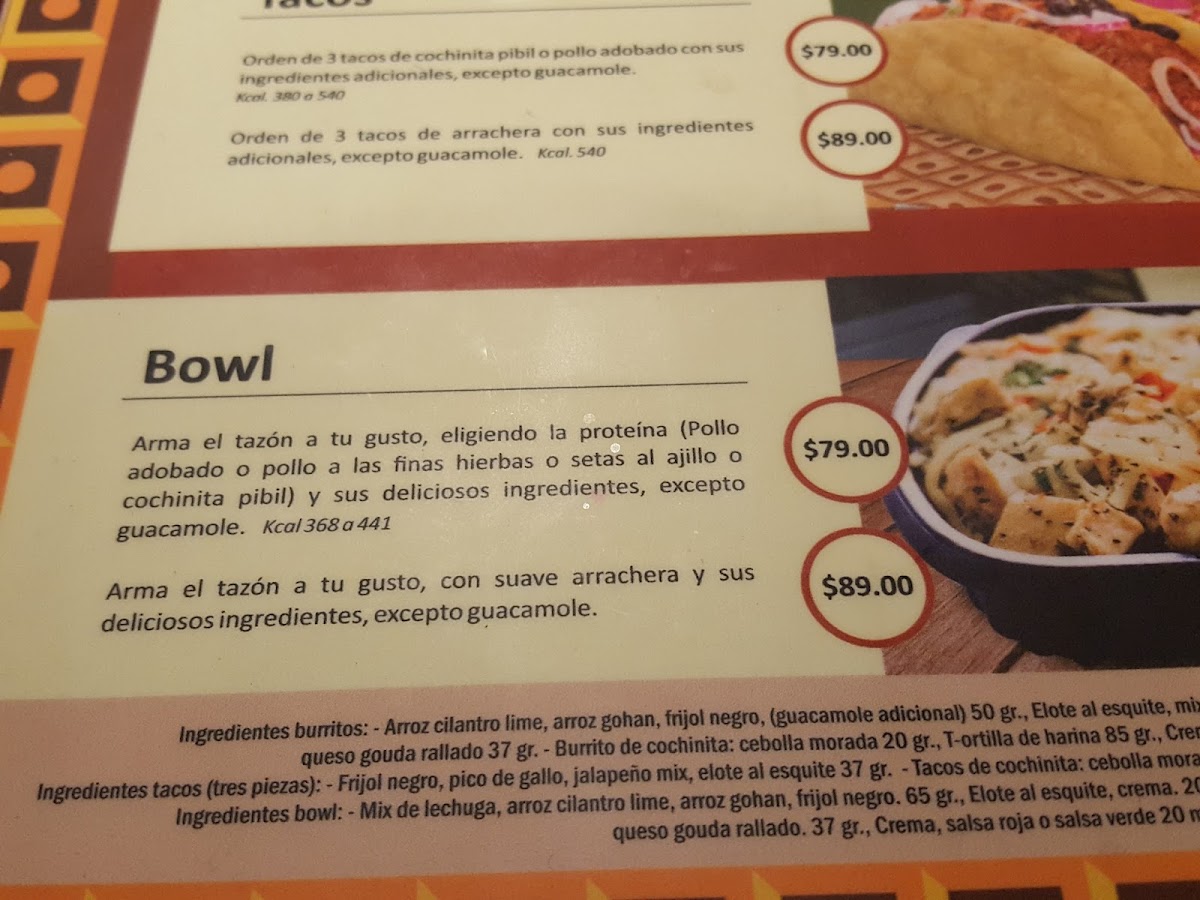 Tacos
Orden de 3 tacos de cochinita pibil o pollo adobado con sus
ingredientes adicionales, excepto guacamole.
Kcal. 380 a 540
$79.00
Orden de 3 tacos de arrachera con sus ingredientes
adicionales, excepto guacamole. Kcal. 540
$89.00
Bowl
Arma el tazón a tu gusto, eligiendo la proteína (Pollo
adobado o pollo a las finas hierbas o setas al ajillo o
cochinita pibil) y sus deliciosos ingredientes, excepto
guacamole. Kcal 368 a 441
$79.00
Arma el tazón a tu gusto, con suave arrachera y sus
deliciosos ingredientes, excepto guacamole.
$89.00
Ingredientes burritos: - Arroz cilantro lime, arroz gohan, frijol negro, (guacamole adicional) 50 gr., Elote al esquite, mix
queso gouda rallado 37 gr. - Burrito de cochinita: cebolla morada 20 gr., T-ortilla de harina 85 gr.,
Ingredientes tacos (tres piezas): - Frijol negro, pico de gallo, jalapeño mix, elote al esquite 37 gr. - Tacos de cochinita: cebolla
Ingredientes bowl: - Mix de lechuga, arroz cilantro lime, arroz gohan, frijol negro. 65 gr., Elote al esquite, crema.
queso gouda rallado. 37 gr., Crema, salsa roja o salsa verde 20